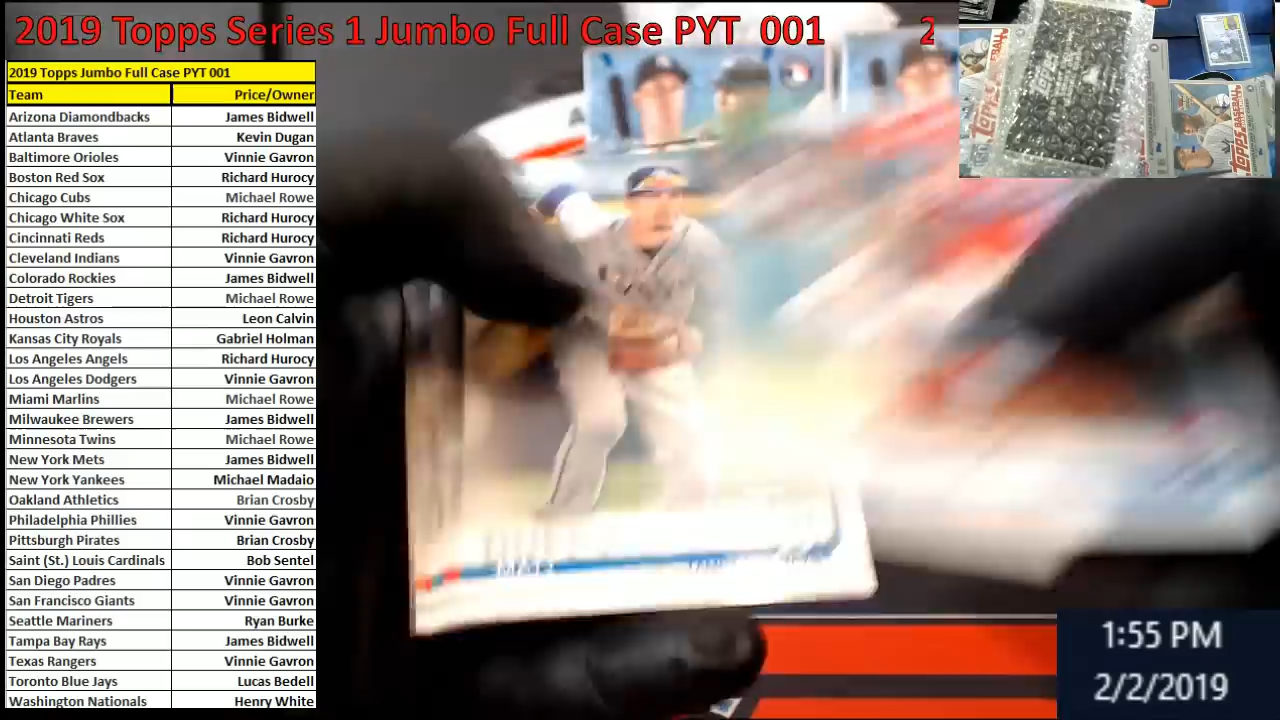 2019 Topps Series 1 Jumbo Full Case PYT 001 2
2019 Topps Jumbo Full Case PYT 001
Team Price/Owner
Arizona Diamondbacks James Bidwell
Atlanta Braves Kevin Dugan
Baltimore Orioles Vinnie Gavron
Boston Red Sox Richard Hurocy
Chicago Cubs Michael Rowe
Chicago White Sox Richard Hurocy
Cincinnati Reds Richard Hurocy
Cleveland Indians Vinnie Gavron
Colorado Rockies James Bidwell
Detroit Tigers Michael Rowe
Houston Astros Leon Calvin
Kansas City Royals Gabriel Holman
Los Angeles Angels Richard Hurocy
Los Angeles Dodgers Vinnie Gavron
Miami Marlins Michael Rowe
Milwaukee Brewers James Bidwell
Minnesota Twins Michael Rowe
New York Mets James Bidwell
New York Yankees Michael Madaio
Oakland Athletics Brian Crosby
Philadelphia Phillies Vinnie Gavron
Pittsburgh Pirates Brian Crosby
Saint (St.) Louis Cardinals Bob Sentel
San Diego Padres Vinnie Gavron
San Francisco Giants Vinnie Gavron
Seattle Mariners Ryan Burke
Tampa Bay Rays James Bidwell
Texas Rangers Vinnie Gavron
Toronto Blue Jays Lucas Bedell
Washington Nationals Henry White
Topps BASEBALL
Topps BASEBALL
MATT
1:55 PM
2/2/2019